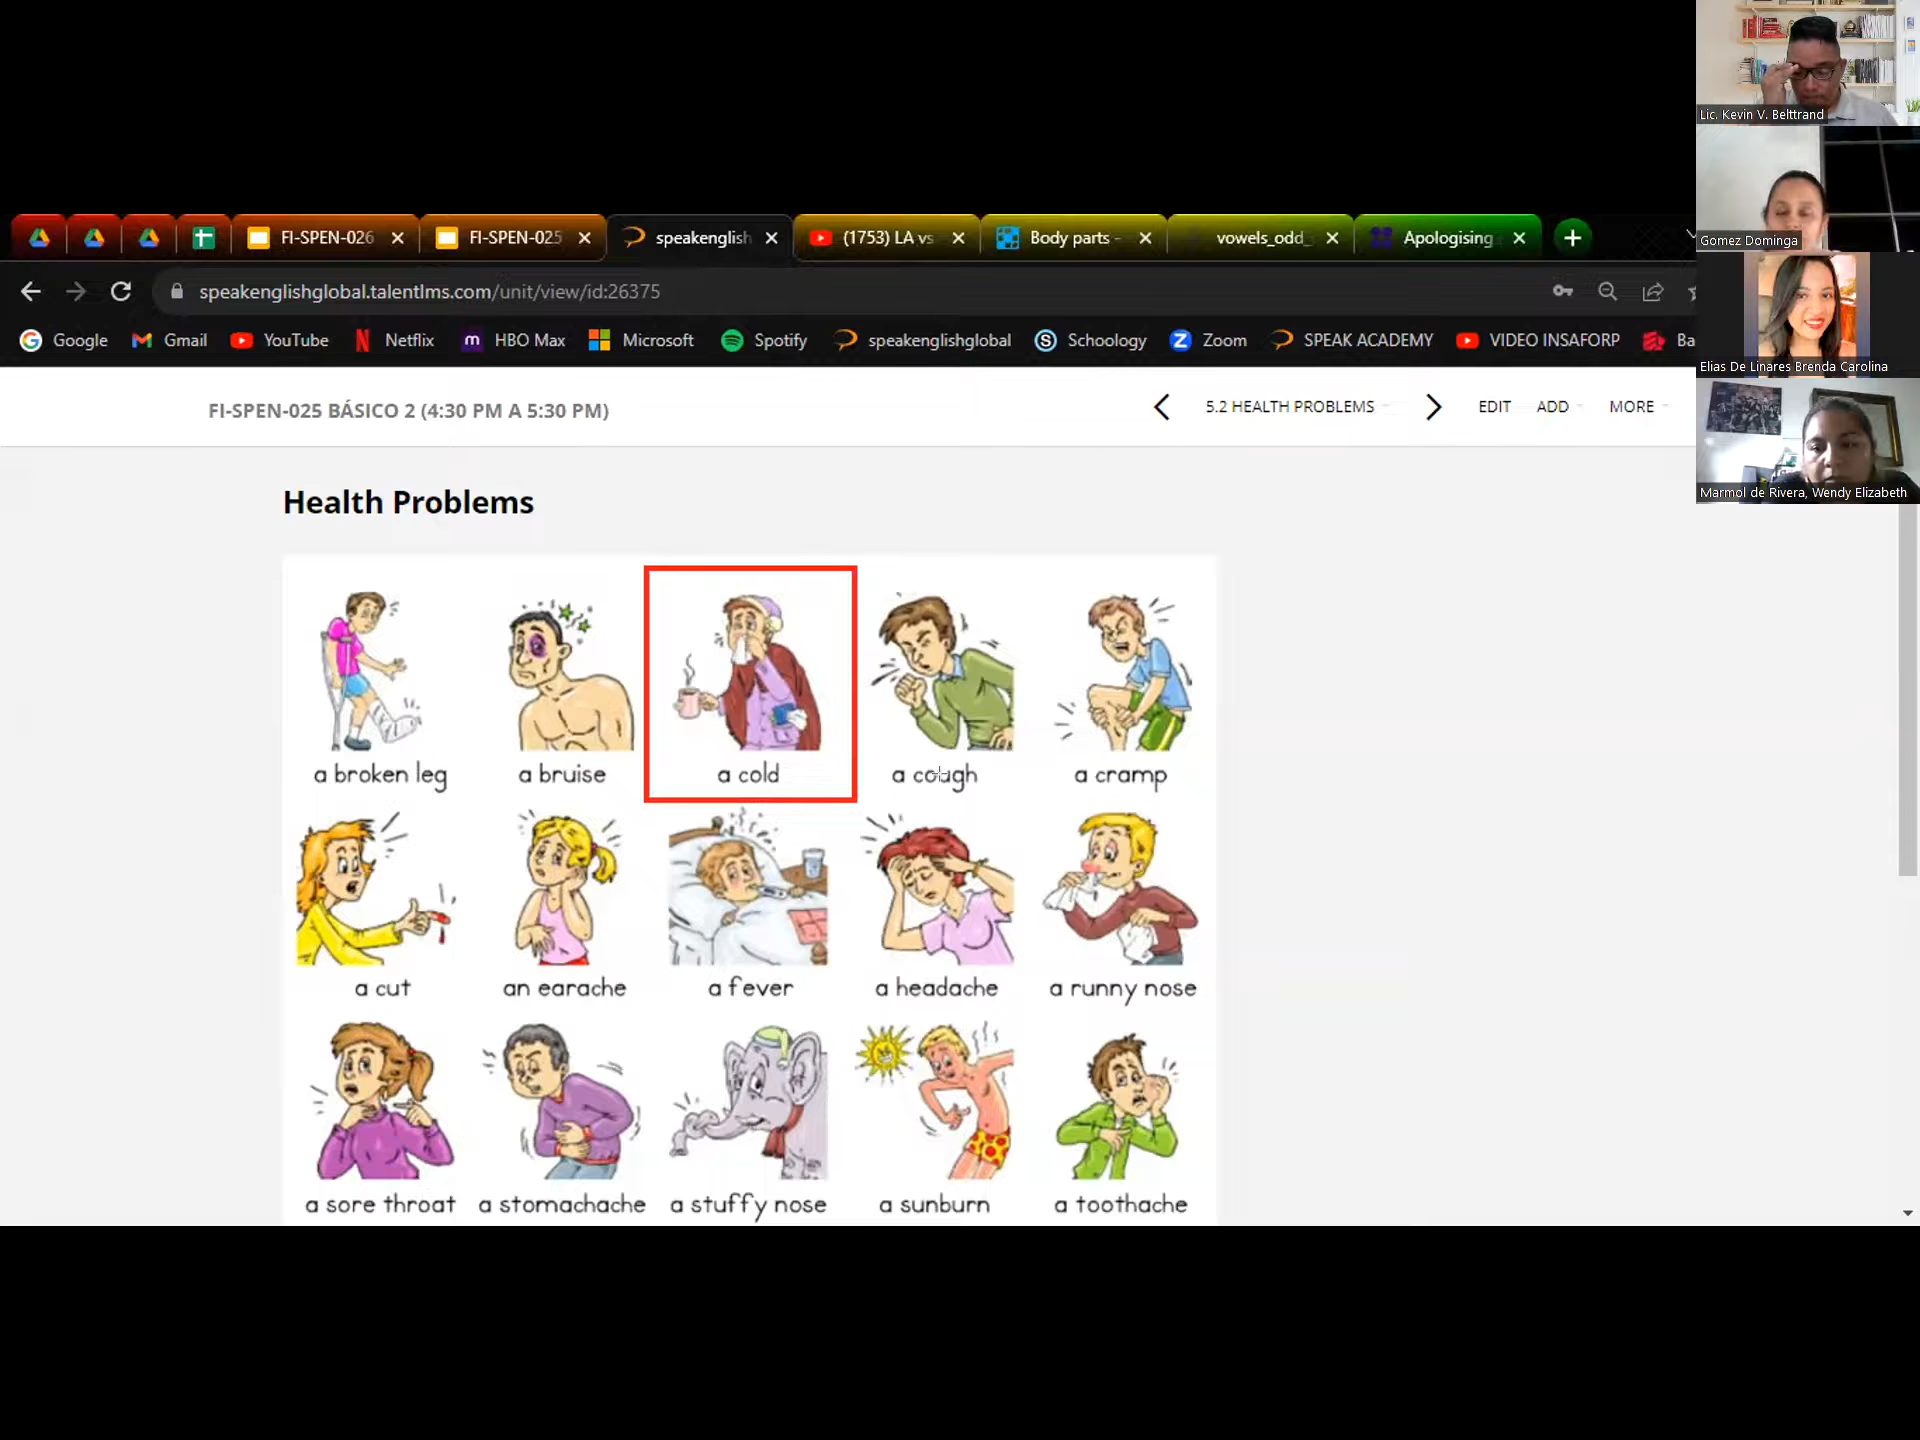 FI-SPEN-026
FI-SPEN-025
speakenglish
(1753) LA vs
Body parts -
vowels_odd_
Apologising
speakenglishglobal.talentlms.com/unit/view/id:26375
Google Gmail YouTube Netflix HBO Max Microsoft Spotify speakenglishglobal Schoology Zoom SPEAK ACADEMY VIDEO INSAFORP Ba
FI-SPEN-025 BÁSICO 2 (4:30 PM A 5:30 PM)
5.2 HEALTH PROBLEMS
EDIT ADD MORE
Health Problems
a broken leg a bruise a cold a cough a cramp
a cut an earache a fever a headache a runny nose
a sore throat a stomachache a stuffy nose a sunburn a toothache
Lic. Kevin V. Belttrand
Gomez Dominga
Elias De Linares Brenda Carolina
Marmol de Rivera, Wendy Elizabeth